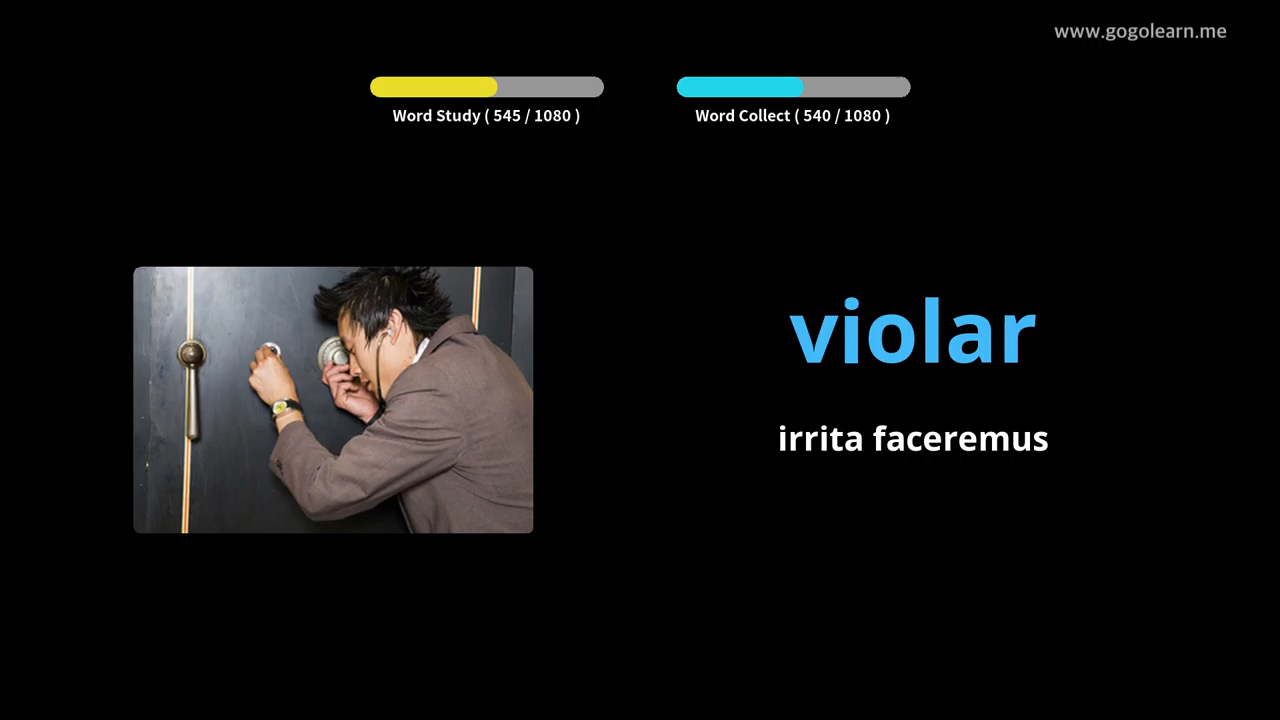 www.gogolearn.me
Word Study ( 545 / 1080 )
Word Collect ( 540 / 1080 )
violar
irrita faceremus